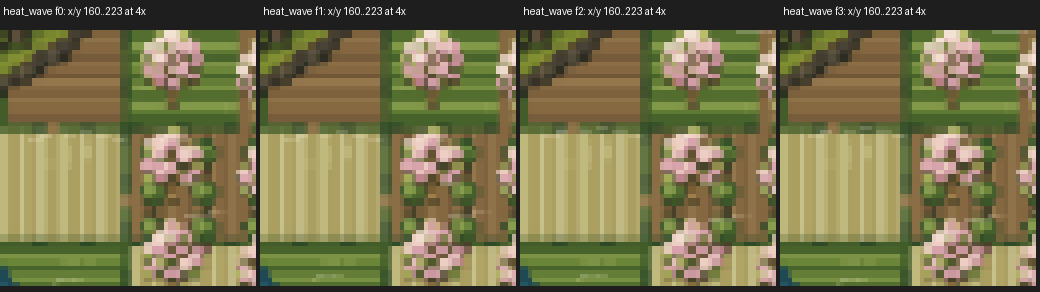 heat_wave f0: x/y 160..223 at 4x
heat_wave f1: x/y 160..223 at 4x
heat_wave f2: x/y 160..223 at 4x
heat_wave f3: x/y 160..223 at 4x